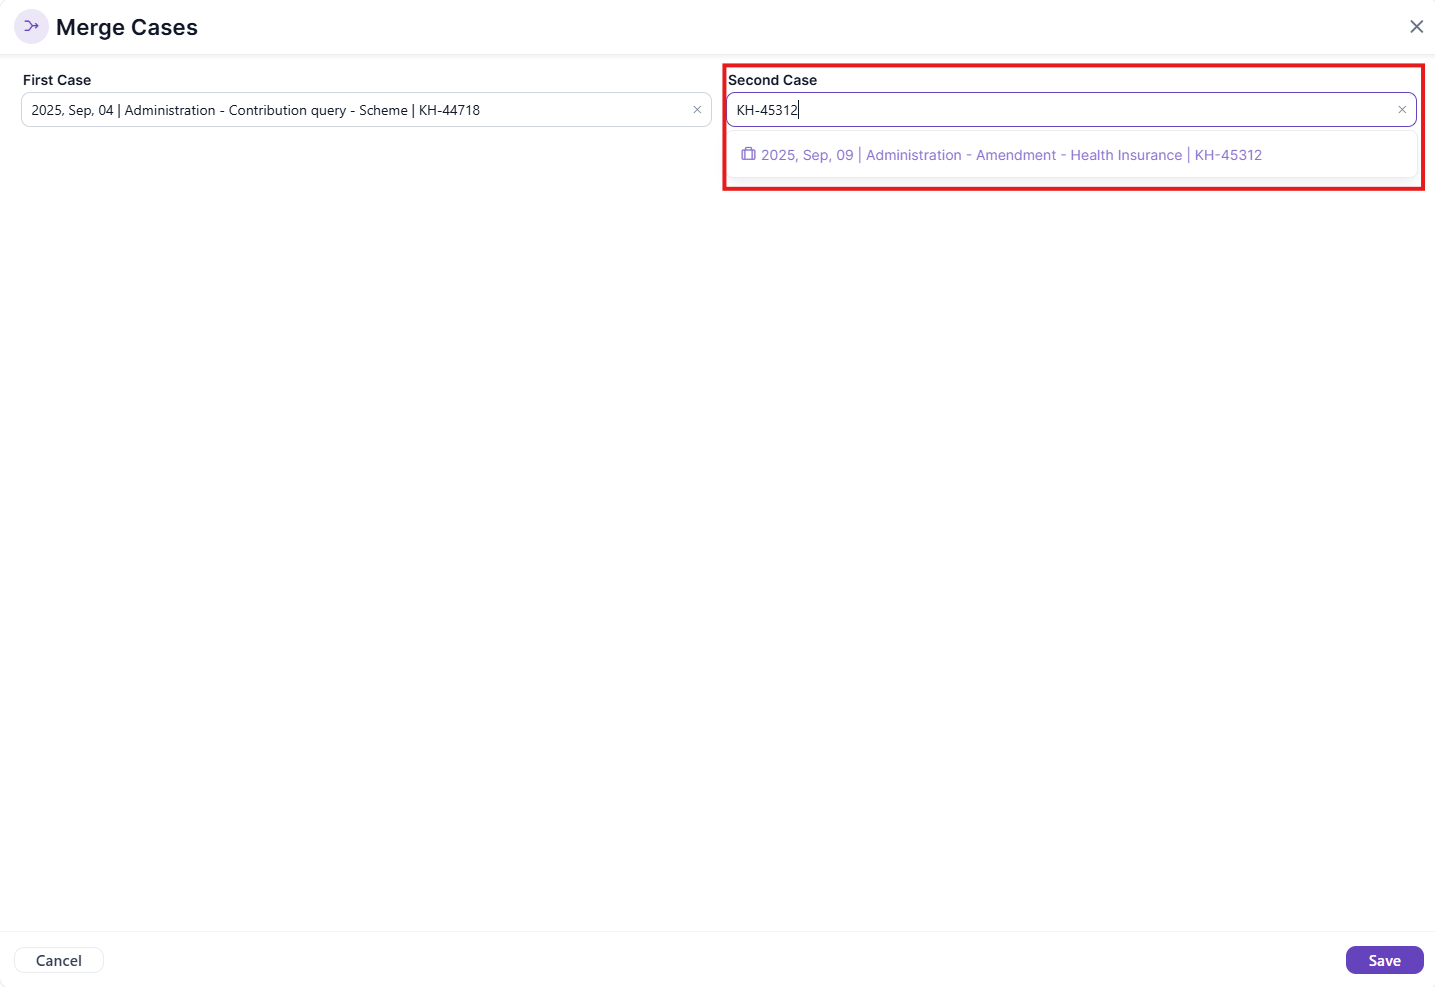 Merge Cases
First Case
2025, Sep, 04 | Administration - Contribution query - Scheme | KH-44718
Second Case
KH-45312
2025, Sep, 09 | Administration - Amendment - Health Insurance | KH-45312
Cancel
Save